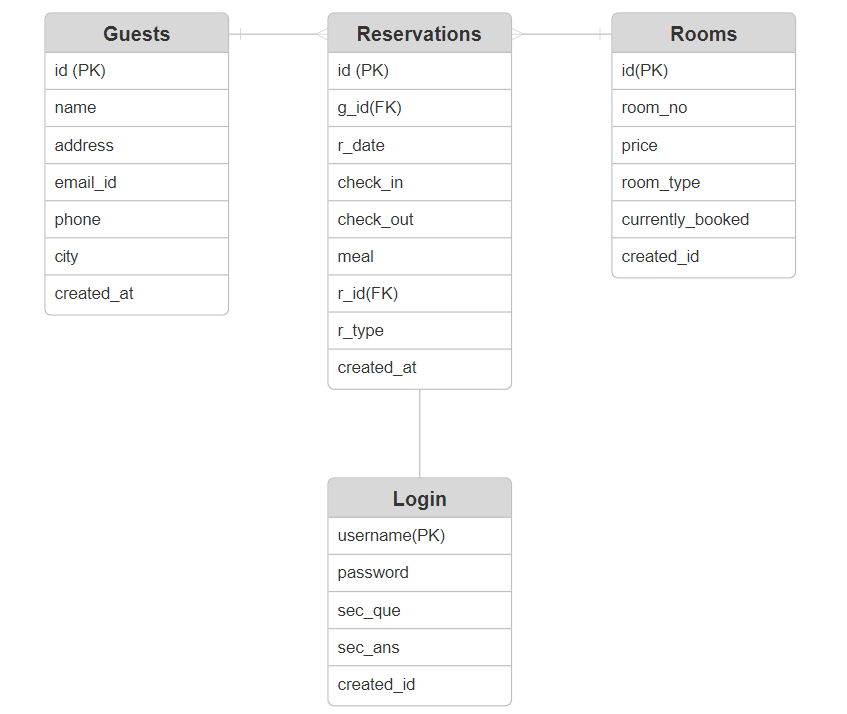 Guests
id (PK)
name
address
email_id
phone
city
created_at
Reservations
id (PK)
g_id(FK)
r_date
check_in
check_out
meal
r_id(FK)
r_type
created_at
Rooms
id(PK)
room_no
price
room_type
currently_booked
created_id
Login
username(PK)
password
sec_que
sec_ans
created_id